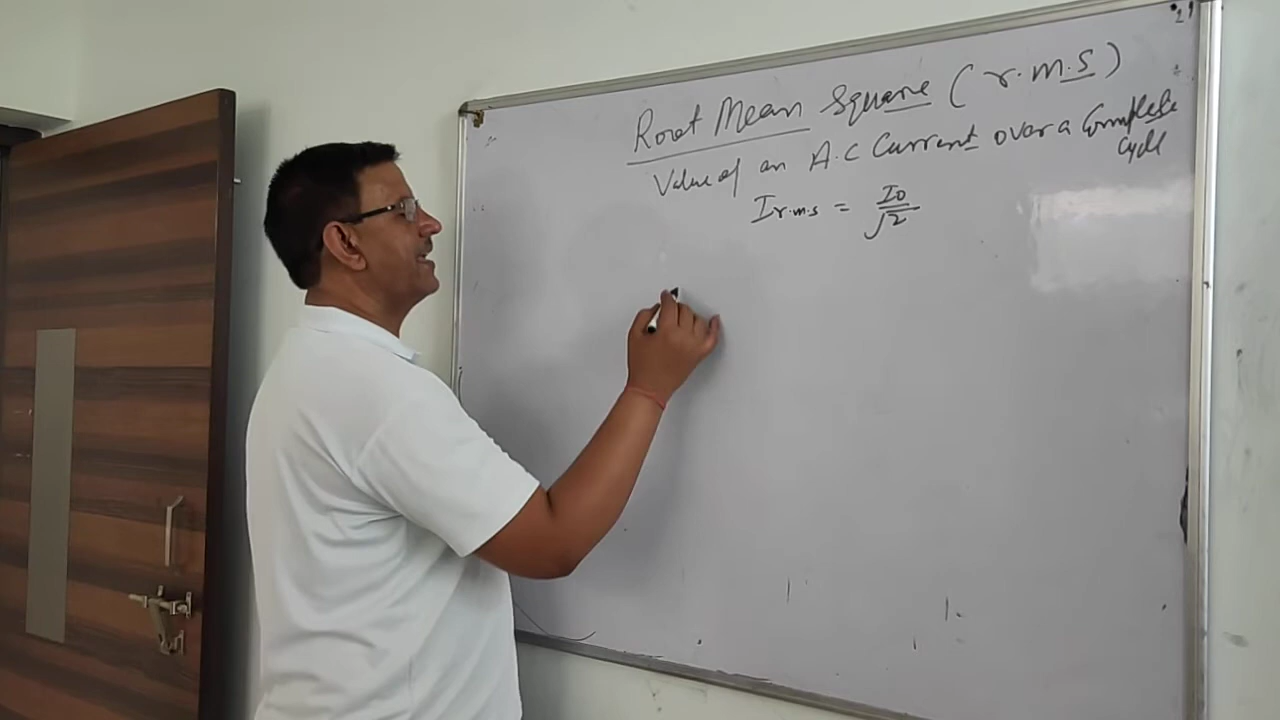 Root Mean Square (r.m.s)
Value of an A.C Current over a Complete
Cycle
Ir.m.s = I0/√2